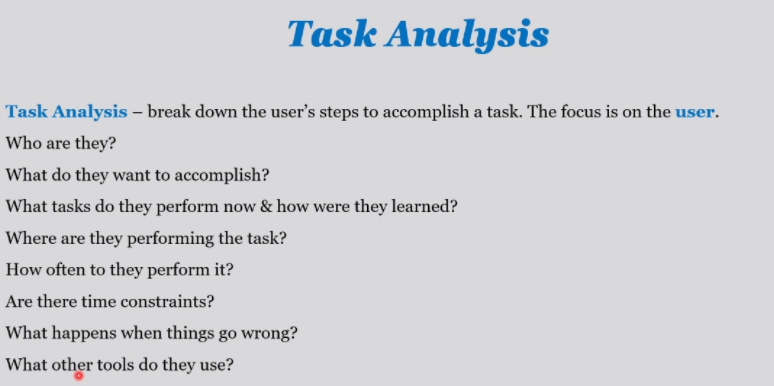 Task Analysis
Task Analysis – break down the user's steps to accomplish a task. The focus is on the user.
Who are they?
What do they want to accomplish?
What tasks do they perform now & how were they learned?
Where are they performing the task?
How often to they perform it?
Are there time constraints?
What happens when things go wrong?
What other tools do they use?